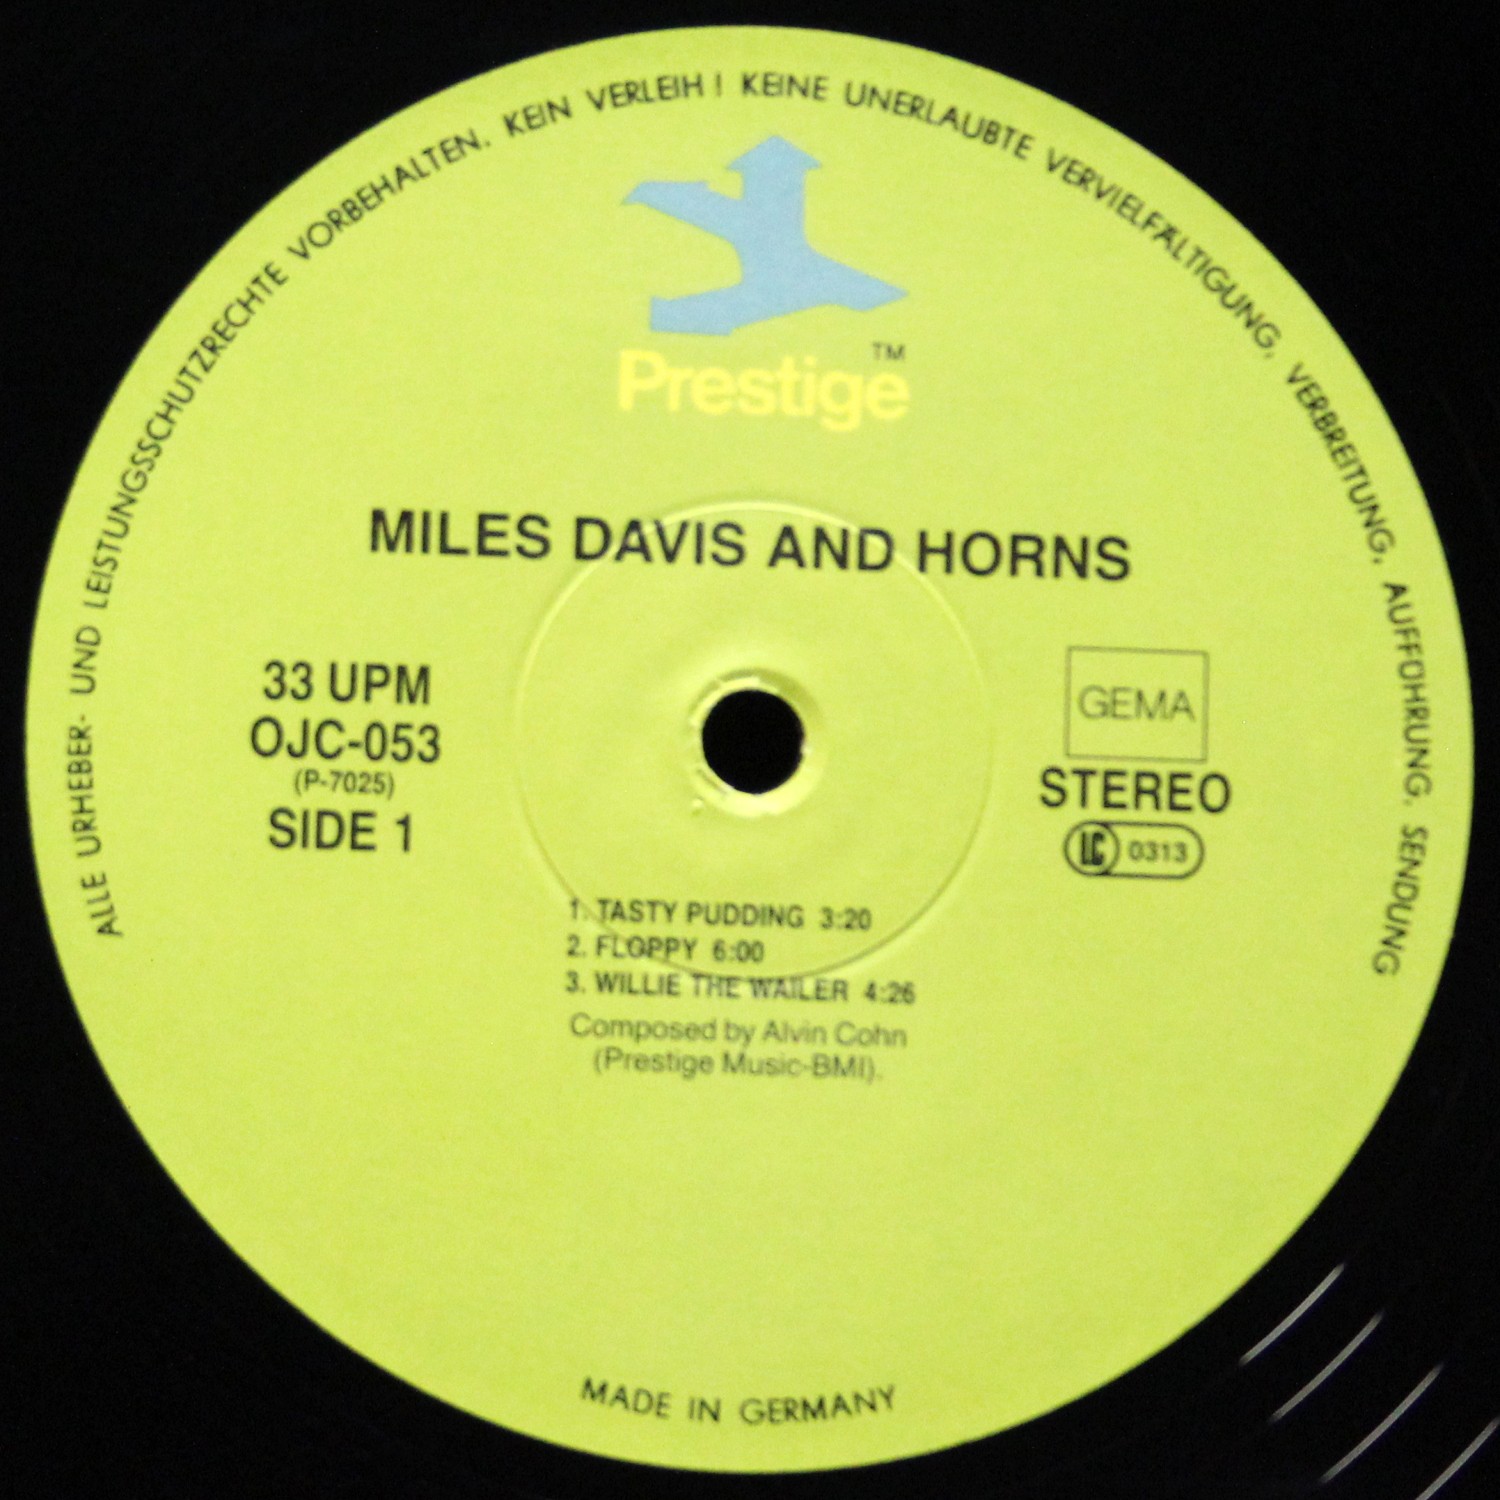 ALLE URHEBER- UND LEISTUNGSSCHUTZRECHTE VORBEHALTEN. KEIN VERLEIH! KEINE UNERLAUBTE VERVIELFÄLTIGUNG, VERBREITUNG, AUFFÜHRUNG, SENDUNG
Prestige™
MILES DAVIS AND HORNS
33 UPM
OJC-053
(P-7025)
SIDE 1
GEMA
STEREO
LC 0313
1. TASTY PUDDING 3:20
2. FLOPPY 6:00
3. WILLIE THE WAILER 4:26
Composed by Alvin Cohn
(Prestige Music-BMI).
MADE IN GERMANY